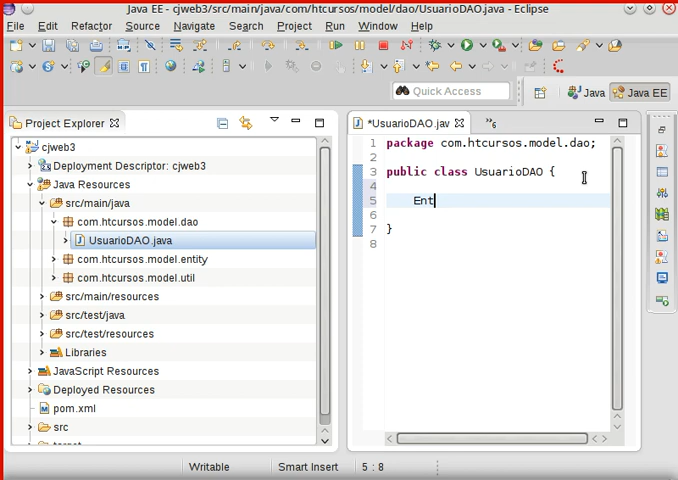 Java EE - cjweb3/src/main/java/com/htcursos/model/dao/UsuarioDAO.java - Eclipse
File Edit Refactor Source Navigate Search Project Run Window Help
Quick Access
Java
Java EE
Project Explorer
cjweb3
Deployment Descriptor: cjweb3
Java Resources
src/main/java
com.htcursos.model.dao
UsuarioDAO.java
com.htcursos.model.entity
com.htcursos.model.util
src/main/resources
src/test/java
src/test/resources
Libraries
JavaScript Resources
Deployed Resources
pom.xml
src
target
*UsuarioDAO.jav
»6
1 package com.htcursos.model.dao;
2
3 public class UsuarioDAO {
4
5 Ent
6
7 }
8
Writable
Smart Insert
5 : 8